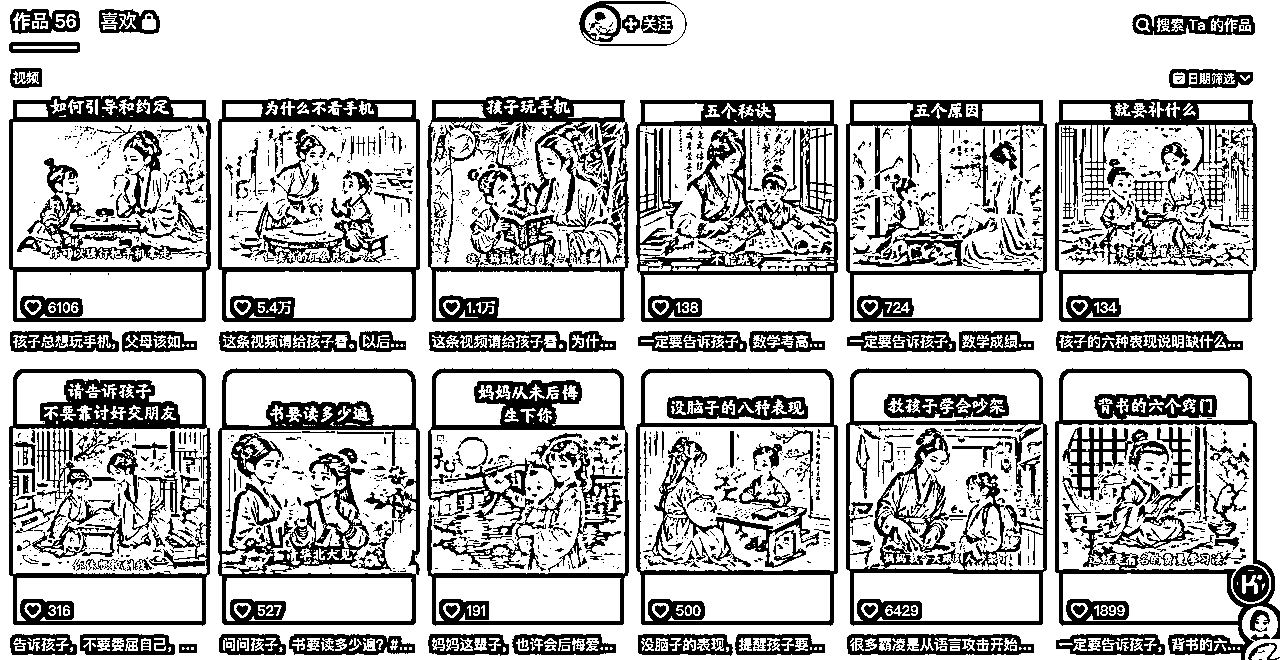 作品 56 喜欢
关注
搜索 Ta 的作品
视频
日期筛选
如何引导和约定
为什么不看手机
孩子玩手机
五个秘诀
五个原因
就要补什么
6106
5.4万
1.1万
138
724
134
孩子总想玩手机，父母该如...
这条视频请给孩子看，以后...
这条视频请给孩子看，为什...
一定要告诉孩子，数学考高...
一定要告诉孩子，数学成绩...
孩子的六种表现说明缺什么...
请告诉孩子
不要靠讨好交朋友
书要读多少遍
妈妈从未后悔
生下你
没脑子的八种表现
教孩子学会吵架
背书的六个窍门
316
527
191
500
6429
1899
告诉孩子，不要委屈自己，...
问问孩子，书要读多少遍？#...
妈妈这辈子，也许会后悔爱...
没脑子的表现，提醒孩子要...
很多霸凌是从语言攻击开始...
一定要告诉孩子，背书的六...